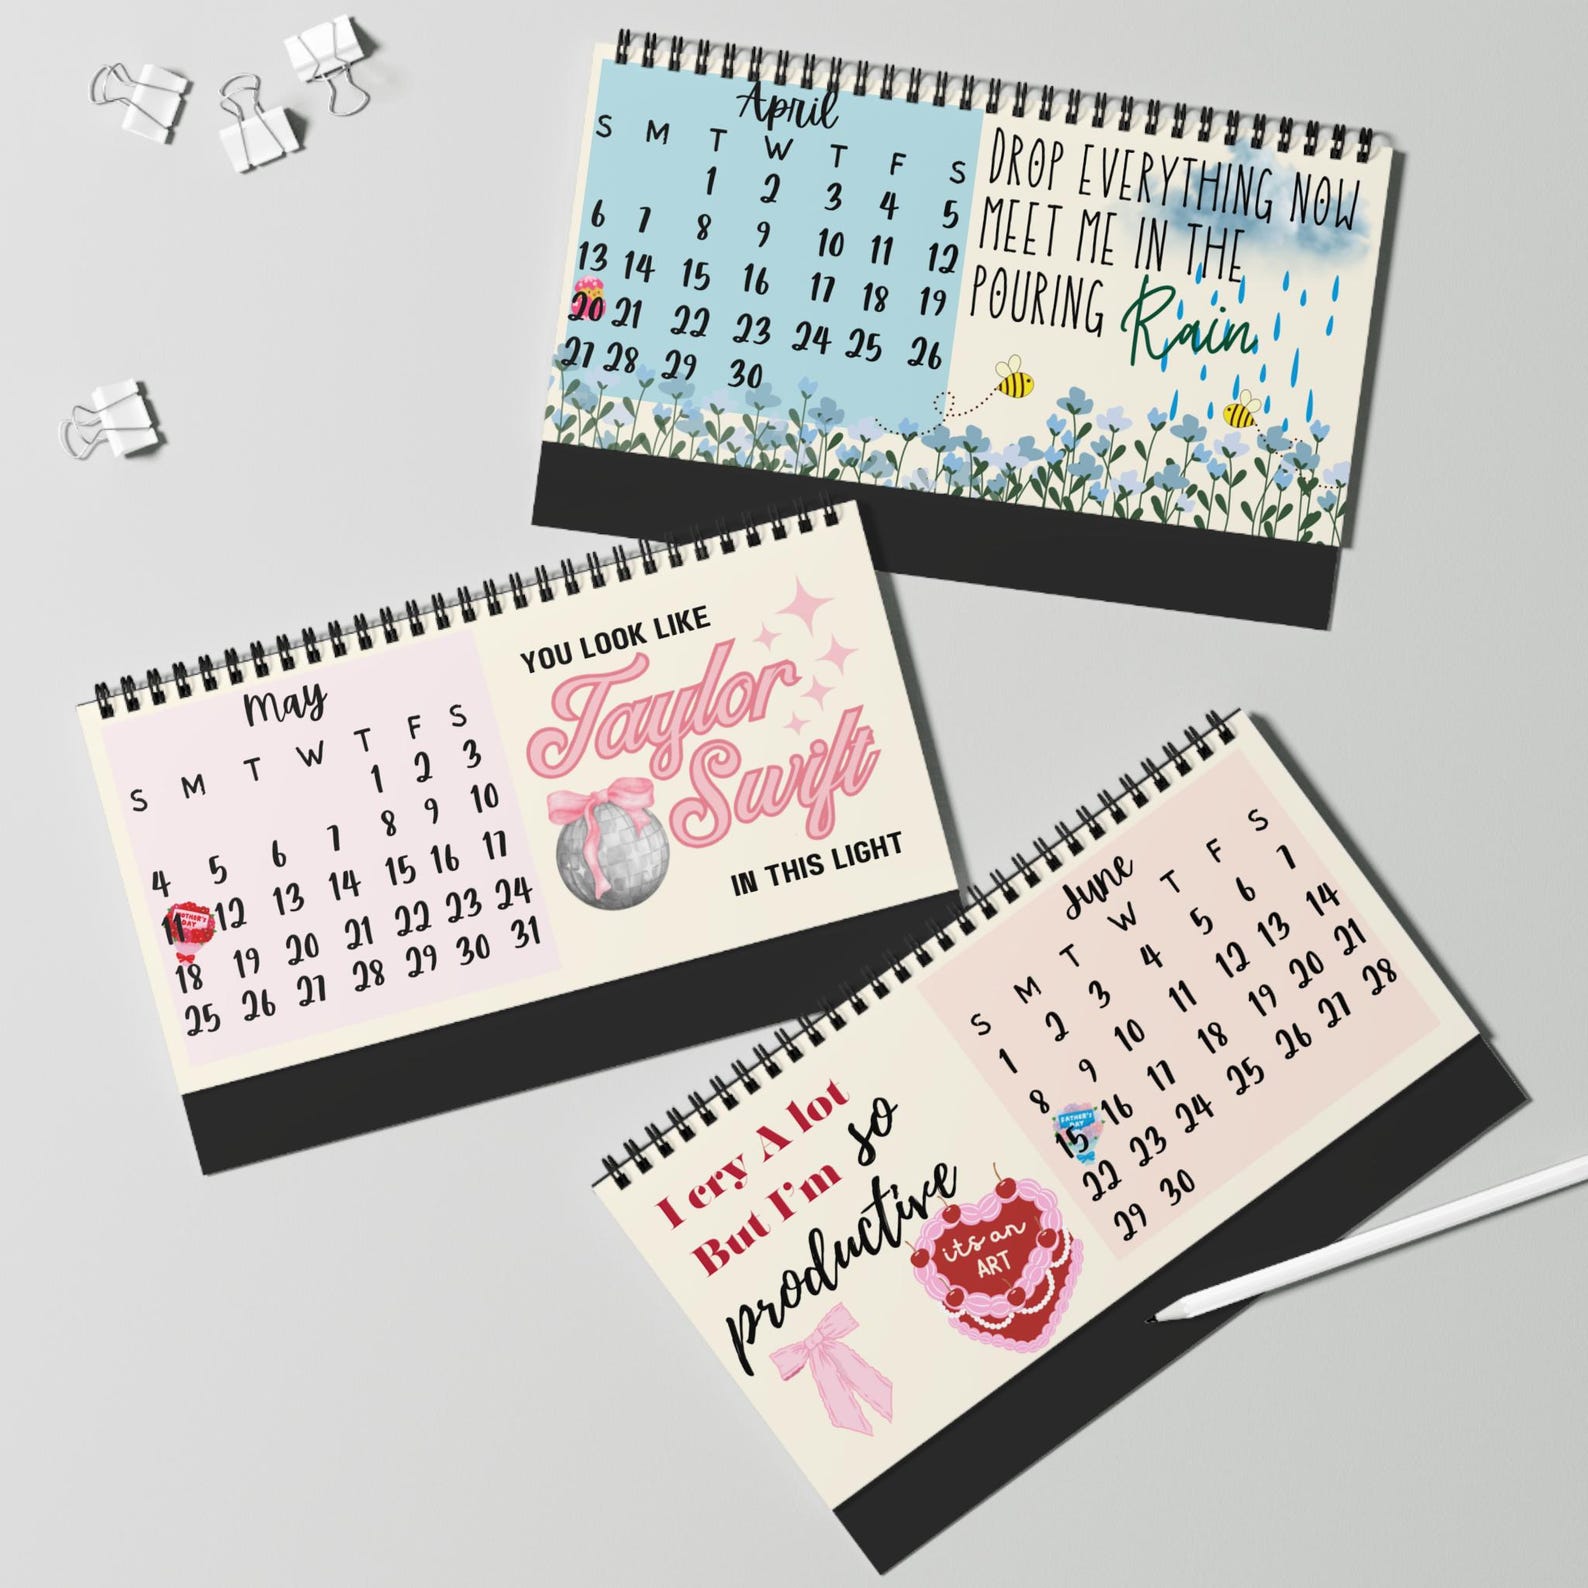 April
S M T W T F S
1 2 3 4 5
6 7 8 9 10 11 12
13 14 15 16 17 18 19
20 21 22 23 24 25 26
27 28 29 30
DROP EVERYTHING NOW
MEET ME IN THE
POURING Rain
May
S M T W T F S
1 2 3
4 5 6 7 8 9 10
11 12 13 14 15 16 17
MOTHER'S
DAY
18 19 20 21 22 23 24
25 26 27 28 29 30 31
YOU LOOK LIKE
Taylor
Swift
IN THIS LIGHT
I cry A lot
But I'm so
productive
its an
ART
June
S M T W T F S
1 2 3 4 5 6 7
8 9 10 11 12 13 14
15 16 17 18 19 20 21
FATHER'S
DAY
22 23 24 25 26 27 28
29 30